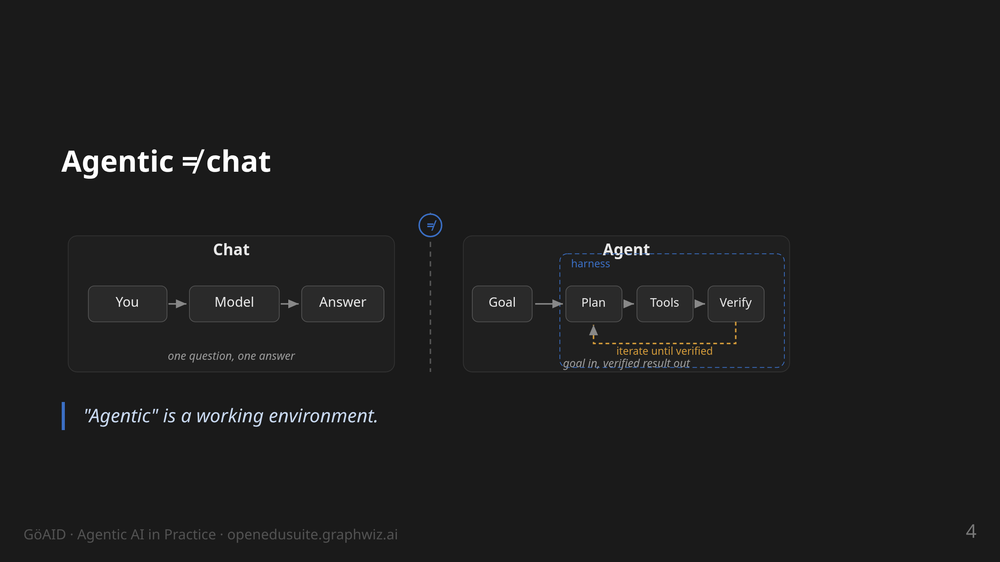 Agentic ≠ chat
≠
Chat
You
Model
Answer
one question, one answer
Agent
harness
Goal
Plan
Tools
Verify
iterate until verified
goal in, verified result out
"Agentic" is a working environment.
GöAID · Agentic AI in Practice · openedusuite.graphwiz.ai
4